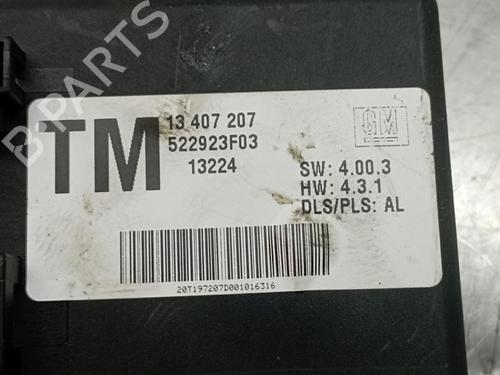 TM
13 407 207
522923F03
13224
GM
SW: 4.00.3
HW: 4.3.1
DLS/PLS: AL
20T197207D001016316
B-PARTS